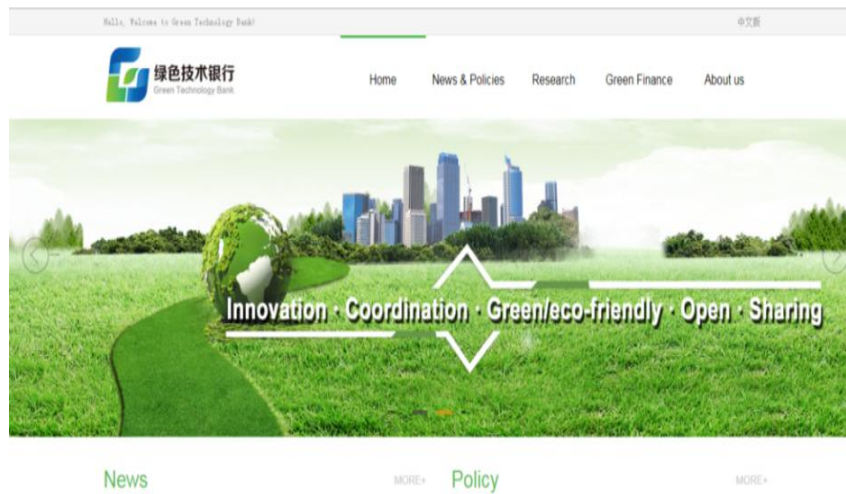 Hello, Welcome to Green Technology Bank!
中文版
绿色技术银行
Green Technology Bank
Home News & Policies Research Green Finance About us
Innovation · Coordination · Green/eco-friendly · Open · Sharing
News MORE+ Policy MORE+